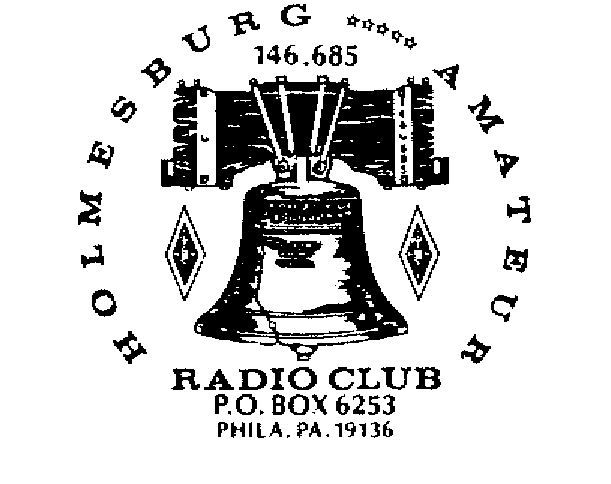 HOLMESBURG ☆☆☆☆☆ AMATEUR
146.685
RADIO CLUB
P.O. BOX 6253
PHILA. PA. 19136